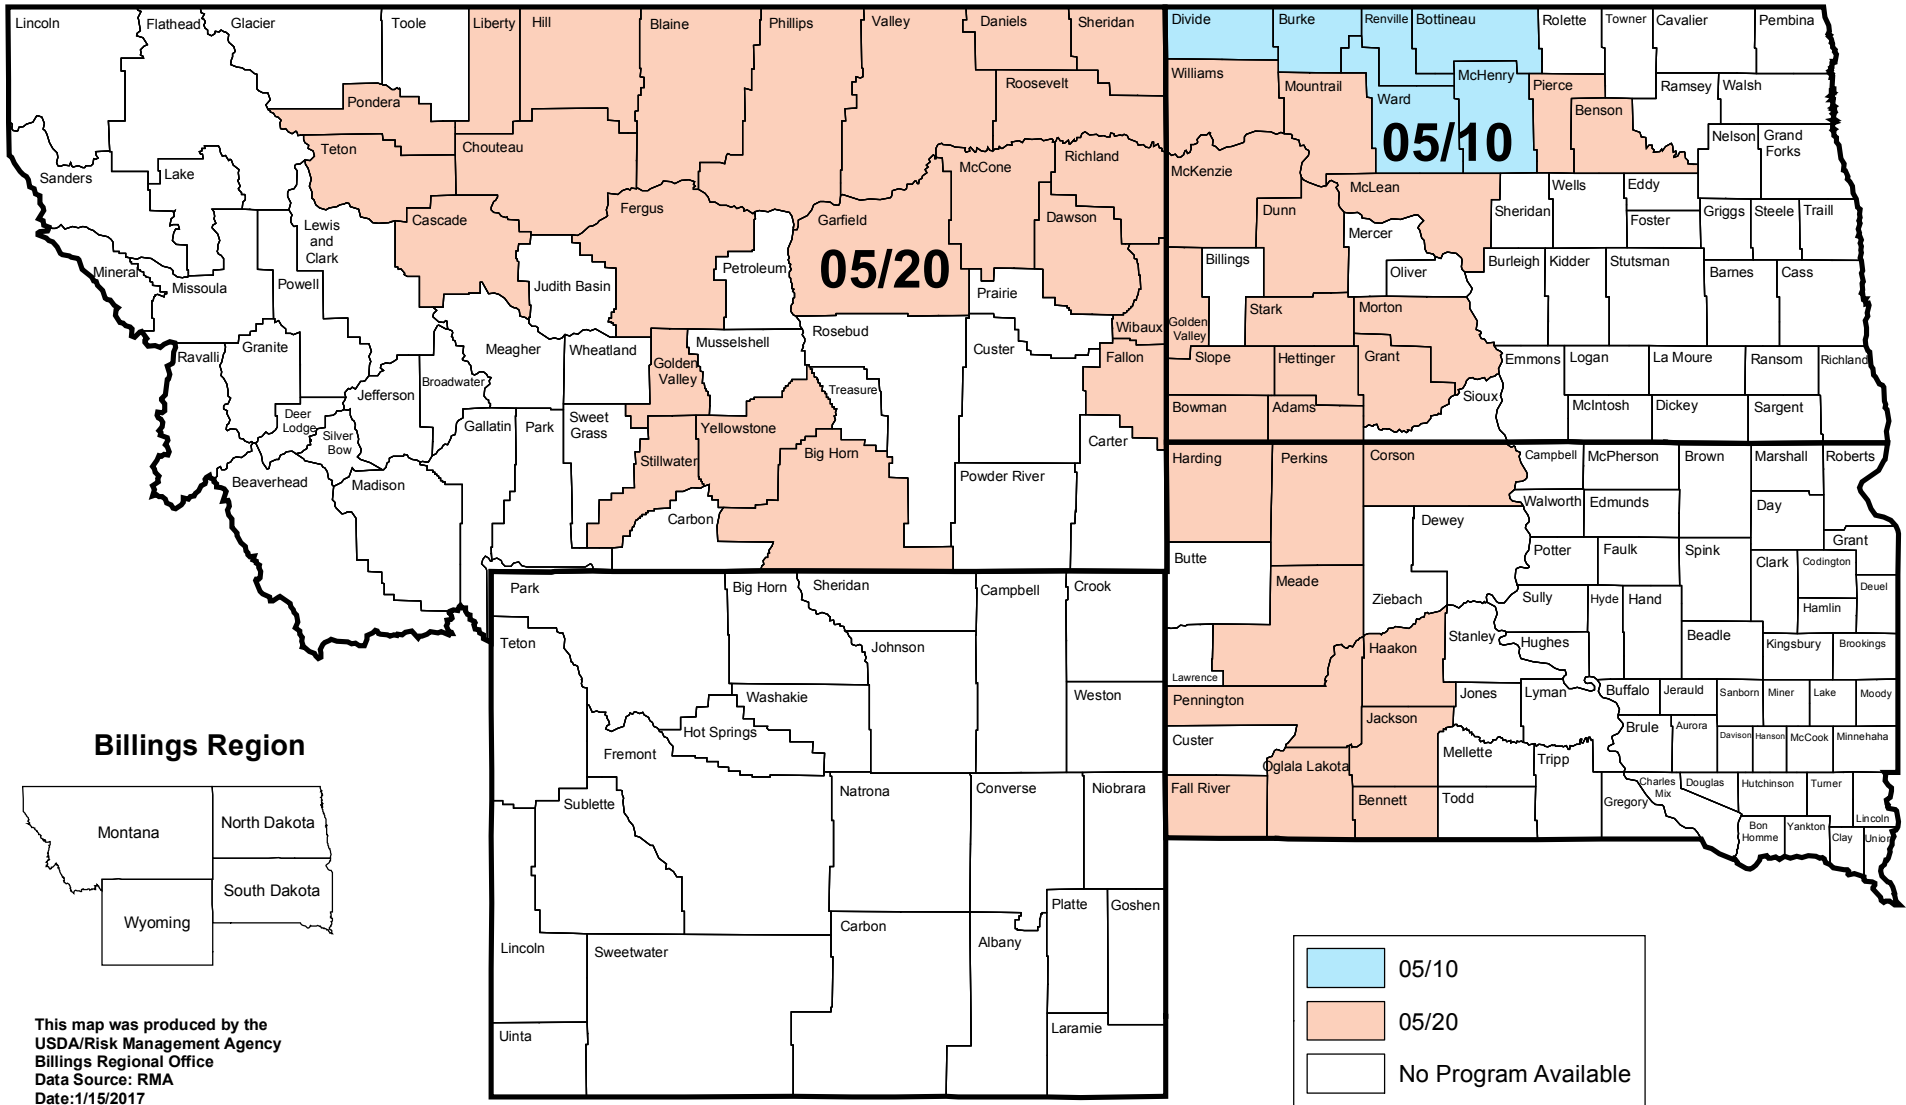 Lincoln
Flathead
Glacier
Toole
Liberty
Hill
Blaine
Phillips
Valley
Daniels
Sheridan
Roosevelt
Pondera
Teton
Chouteau
Sanders
Lake
McCone
Richland
Fergus
Garfield
Dawson
Cascade
Lewis
and
Clark
05/20
Petroleum
Judith Basin
Prairie
Mineral
Missoula
Powell
Wibaux
Rosebud
Musselshell
Meagher
Wheatland
Custer
Fallon
Ravalli
Granite
Golden
Valley
Broadwater
Jefferson
Treasure
Deer
Lodge
Silver
Bow
Gallatin
Park
Sweet
Grass
Yellowstone
Big Horn
Carter
Stillwater
Powder River
Beaverhead
Madison
Carbon
Divide
Burke
Renville
Bottineau
Rolette
Towner
Cavalier
Pembina
Williams
Mountrail
Ward
McHenry
Pierce
Ramsey
Walsh
05/10
Benson
Nelson
Grand
Forks
McKenzie
McLean
Wells
Eddy
Dunn
Sheridan
Foster
Griggs
Steele
Traill
Mercer
Billings
Oliver
Burleigh
Kidder
Stutsman
Barnes
Cass
Golden
Valley
Stark
Morton
Slope
Hettinger
Grant
Emmons
Logan
La Moure
Ransom
Richland
Bowman
Adams
Sioux
McIntosh
Dickey
Sargent
Harding
Perkins
Corson
Campbell
McPherson
Brown
Marshall
Roberts
Walworth
Edmunds
Day
Dewey
Grant
Butte
Potter
Faulk
Spink
Clark
Codington
Deuel
Meade
Ziebach
Sully
Hyde
Hand
Hamlin
Stanley
Hughes
Beadle
Kingsbury
Brookings
Haakon
Lawrence
Pennington
Jones
Lyman
Buffalo
Jerauld
Sanborn
Miner
Lake
Moody
Jackson
Custer
Brule
Aurora
Davison
Hanson
McCook
Minnehaha
Mellette
Tripp
Oglala Lakota
Fall River
Bennett
Todd
Gregory
Charles
Mix
Douglas
Hutchinson
Turner
Lincoln
Bon
Homme
Yankton
Clay
Union
Park
Big Horn
Sheridan
Campbell
Crook
Teton
Johnson
Washakie
Weston
Hot Springs
Fremont
Sublette
Natrona
Converse
Niobrara
Platte
Goshen
Lincoln
Sweetwater
Carbon
Albany
Uinta
Laramie
Billings Region
Montana
North Dakota
South Dakota
Wyoming
This map was produced by the
USDA/Risk Management Agency
Billings Regional Office
Data Source: RMA
Date:1/15/2017
05/10
05/20
No Program Available